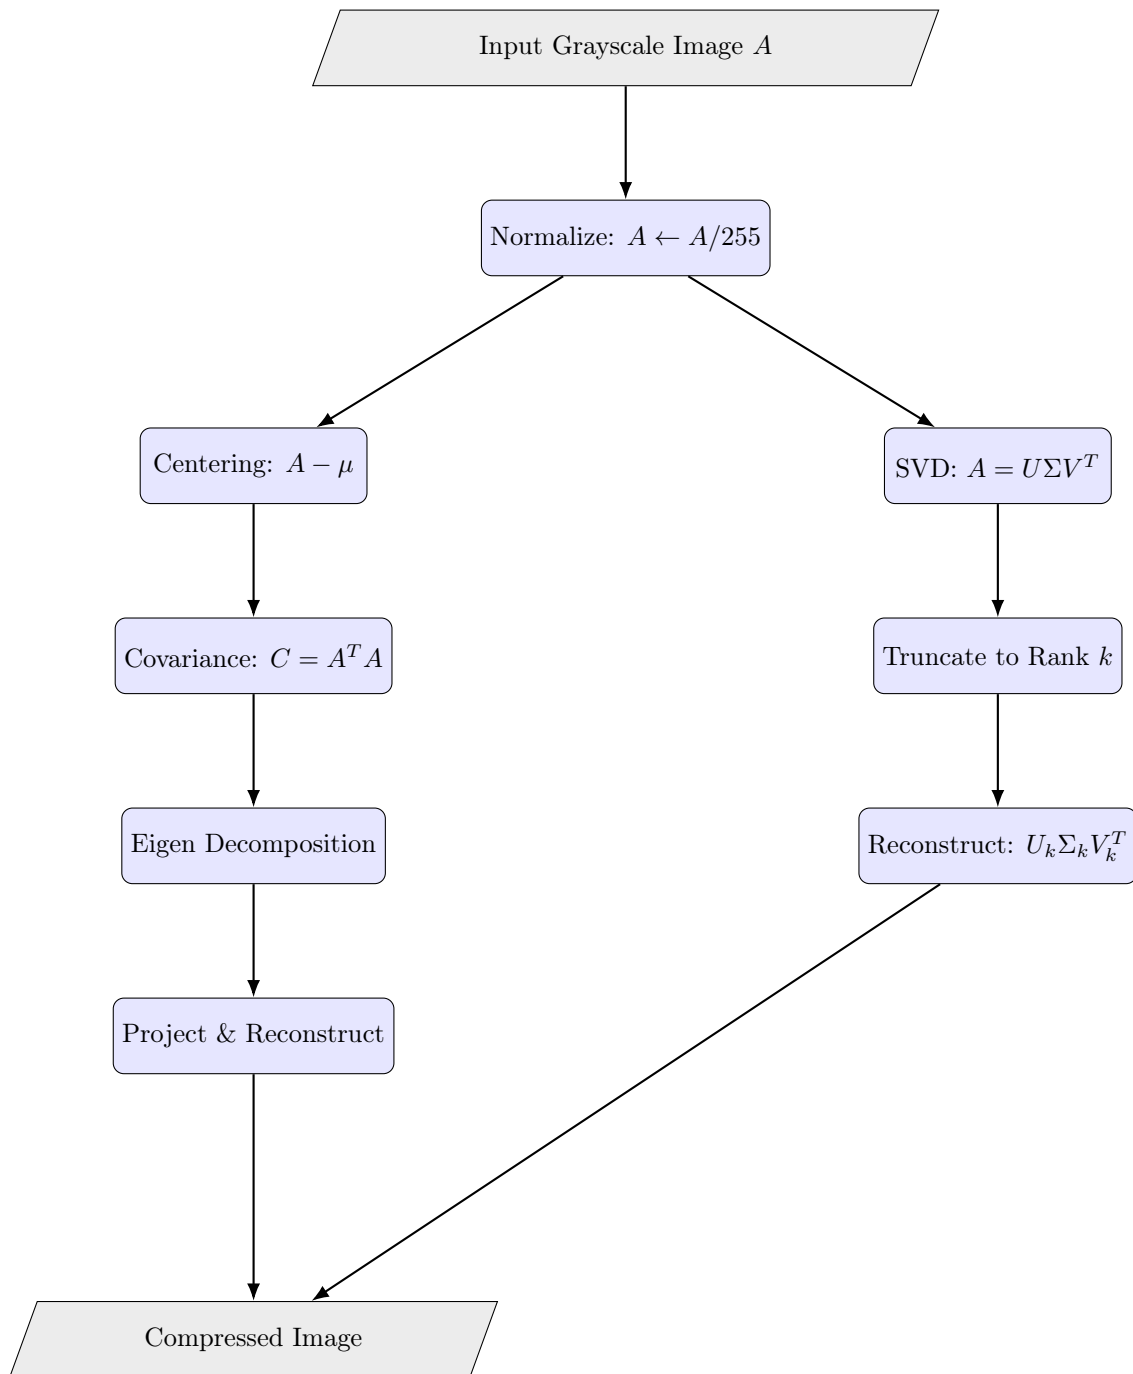 Input Grayscale Image A
Normalize: A ← A/255
Centering: A − μ
SVD: A = UΣV^T
Covariance: C = A^T A
Truncate to Rank k
Eigen Decomposition
Reconstruct: U_kΣ_kV_k^T
Project & Reconstruct
Compressed Image